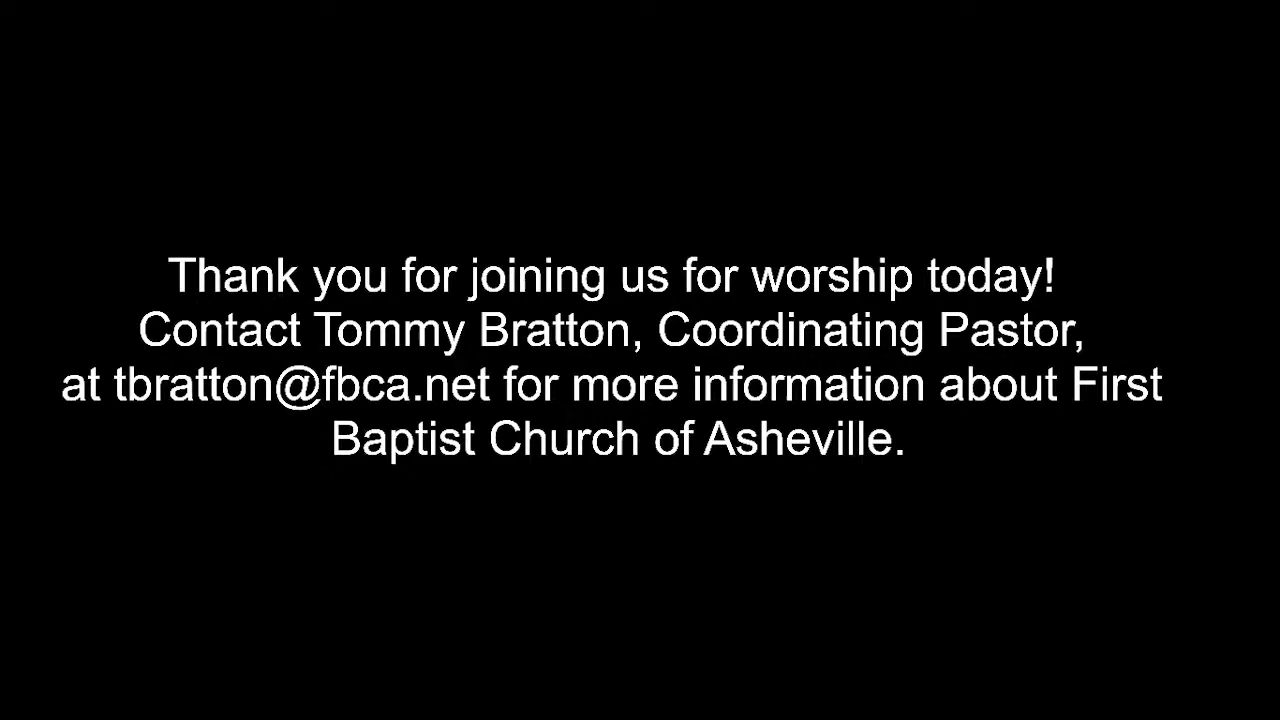 Thank you for joining us for worship today!
Contact Tommy Bratton, Coordinating Pastor,
at tbratton@fbca.net for more information about First
Baptist Church of Asheville.